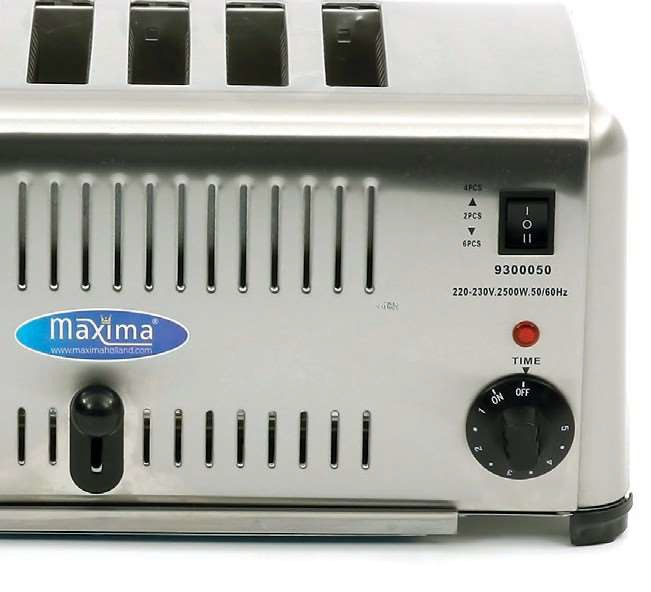 4PCS
2PCS
6PCS
I
O
II
9300050
220-230V.2500W.50/60Hz
maxima®
www.maximaholland.com
TIME
OFF
ON
1
2
3
4
5